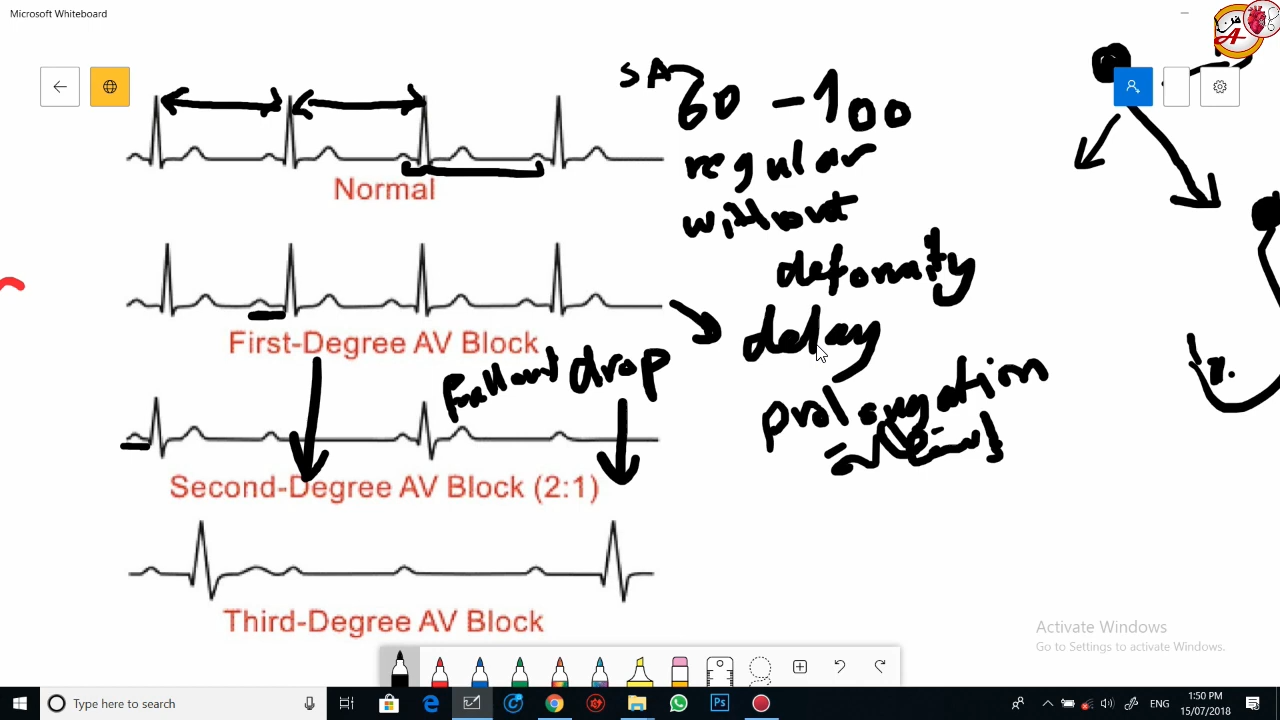 Microsoft Whiteboard
SA
60 - 100
regular
without
deformity
Normal
First-Degree AV Block
delay
fallout drop
prolongation
Second-Degree AV Block (2:1)
Third-Degree AV Block
Activate Windows
Go to Settings to activate Windows.
Type here to search
ENG
1:50 PM
15/07/2018